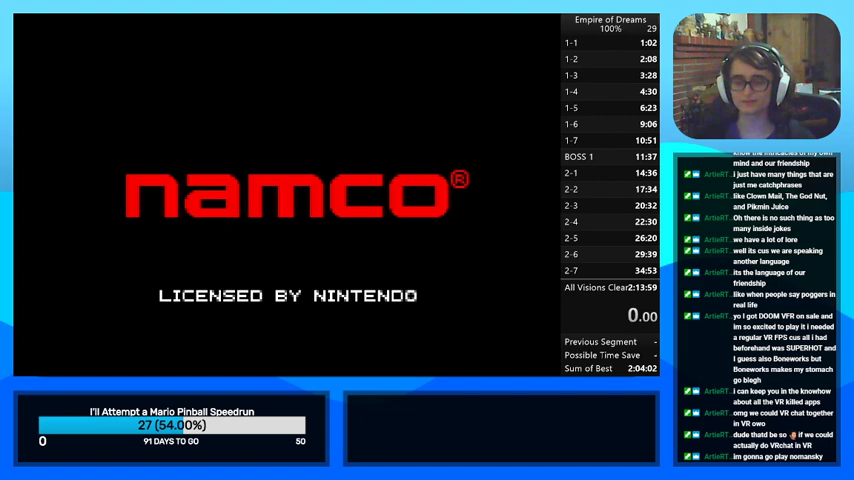 namco®
LICENSED BY NINTENDO
Empire of Dreams
100% 29
1-1 1:02
1-2 2:08
1-3 3:28
1-4 4:30
1-5 6:23
1-6 9:06
1-7 10:51
BOSS 1 11:37
2-1 14:36
2-2 17:34
2-3 20:32
2-4 22:30
2-5 26:20
2-6 29:39
2-7 34:53
All Visions Clear 2:13:59
0.00
Previous Segment -
Possible Time Save -
Sum of Best 2:04:02
know the intricacies of my own
mind and our friendship
ArtieRT.. i just have many things that are
just me catchphrases
ArtieRT.. like Clown Mail, The God Nut,
and Pikmin Juice
ArtieRT.. Oh there is no such thing as too
many inside jokes
ArtieRT.. we have a lot of lore
ArtieRT.. well its cus we are speaking
another language
ArtieRT.. its the language of our
friendship
ArtieRT.. like when people say poggers in
real life
ArtieRT.. yo I got DOOM VFR on sale and
im so excited to play it i needed
a regular VR FPS cus all i had
beforehand was SUPERHOT and
I guess also Boneworks but
Boneworks makes my stomach
go blegh
ArtieRT.. I can keep you in the knowhow
about all the VR killed apps
ArtieRT.. omg we could VR chat together
in VR owo
ArtieRT.. dude thatd be so if we could
actually do VRchat in VR
ArtieRT.. im gonna go play nomansky
I'll Attempt a Mario Pinball Speedrun
27 (54.00%)
0 91 DAYS TO GO 50